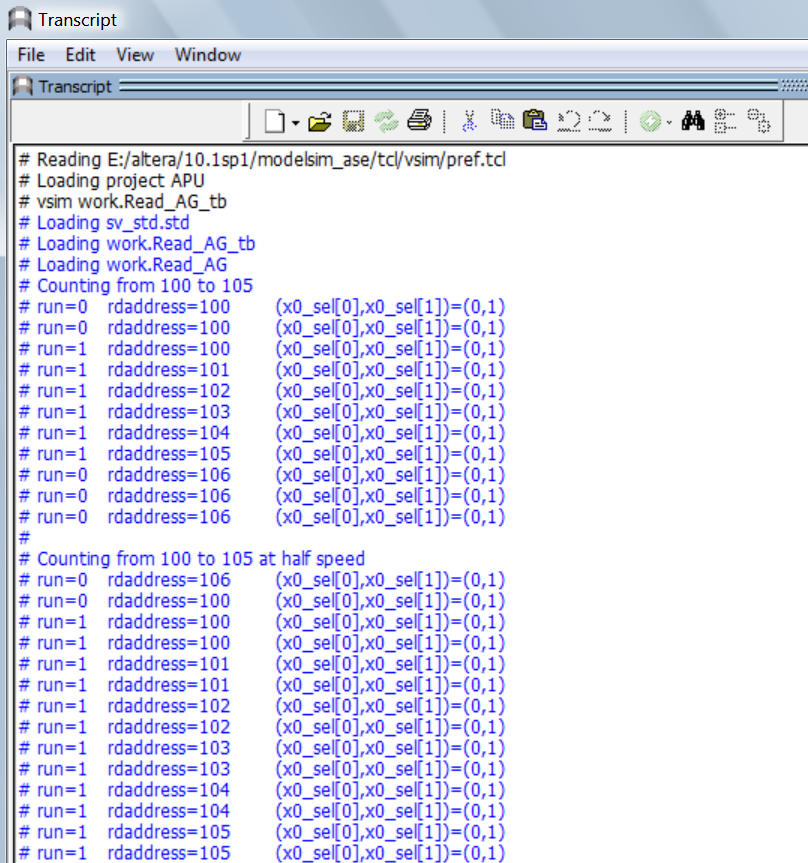 Transcript
File Edit View Window
Transcript
# Reading E:/altera/10.1sp1/modelsim_ase/tcl/vsim/pref.tcl
# Loading project APU
# vsim work.Read_AG_tb
# Loading sv_std.std
# Loading work.Read_AG_tb
# Loading work.Read_AG
# Counting from 100 to 105
# run=0 rdaddress=100 (x0_sel[0],x0_sel[1])=(0,1)
# run=0 rdaddress=100 (x0_sel[0],x0_sel[1])=(0,1)
# run=1 rdaddress=100 (x0_sel[0],x0_sel[1])=(0,1)
# run=1 rdaddress=101 (x0_sel[0],x0_sel[1])=(0,1)
# run=1 rdaddress=102 (x0_sel[0],x0_sel[1])=(0,1)
# run=1 rdaddress=103 (x0_sel[0],x0_sel[1])=(0,1)
# run=1 rdaddress=104 (x0_sel[0],x0_sel[1])=(0,1)
# run=1 rdaddress=105 (x0_sel[0],x0_sel[1])=(0,1)
# run=0 rdaddress=106 (x0_sel[0],x0_sel[1])=(0,1)
# run=0 rdaddress=106 (x0_sel[0],x0_sel[1])=(0,1)
# run=0 rdaddress=106 (x0_sel[0],x0_sel[1])=(0,1)
#
# Counting from 100 to 105 at half speed
# run=0 rdaddress=106 (x0_sel[0],x0_sel[1])=(0,1)
# run=0 rdaddress=100 (x0_sel[0],x0_sel[1])=(0,1)
# run=1 rdaddress=100 (x0_sel[0],x0_sel[1])=(0,1)
# run=1 rdaddress=100 (x0_sel[0],x0_sel[1])=(0,1)
# run=1 rdaddress=101 (x0_sel[0],x0_sel[1])=(0,1)
# run=1 rdaddress=101 (x0_sel[0],x0_sel[1])=(0,1)
# run=1 rdaddress=102 (x0_sel[0],x0_sel[1])=(0,1)
# run=1 rdaddress=102 (x0_sel[0],x0_sel[1])=(0,1)
# run=1 rdaddress=103 (x0_sel[0],x0_sel[1])=(0,1)
# run=1 rdaddress=103 (x0_sel[0],x0_sel[1])=(0,1)
# run=1 rdaddress=104 (x0_sel[0],x0_sel[1])=(0,1)
# run=1 rdaddress=104 (x0_sel[0],x0_sel[1])=(0,1)
# run=1 rdaddress=105 (x0_sel[0],x0_sel[1])=(0,1)
# run=1 rdaddress=105 (x0_sel[0],x0_sel[1])=(0,1)